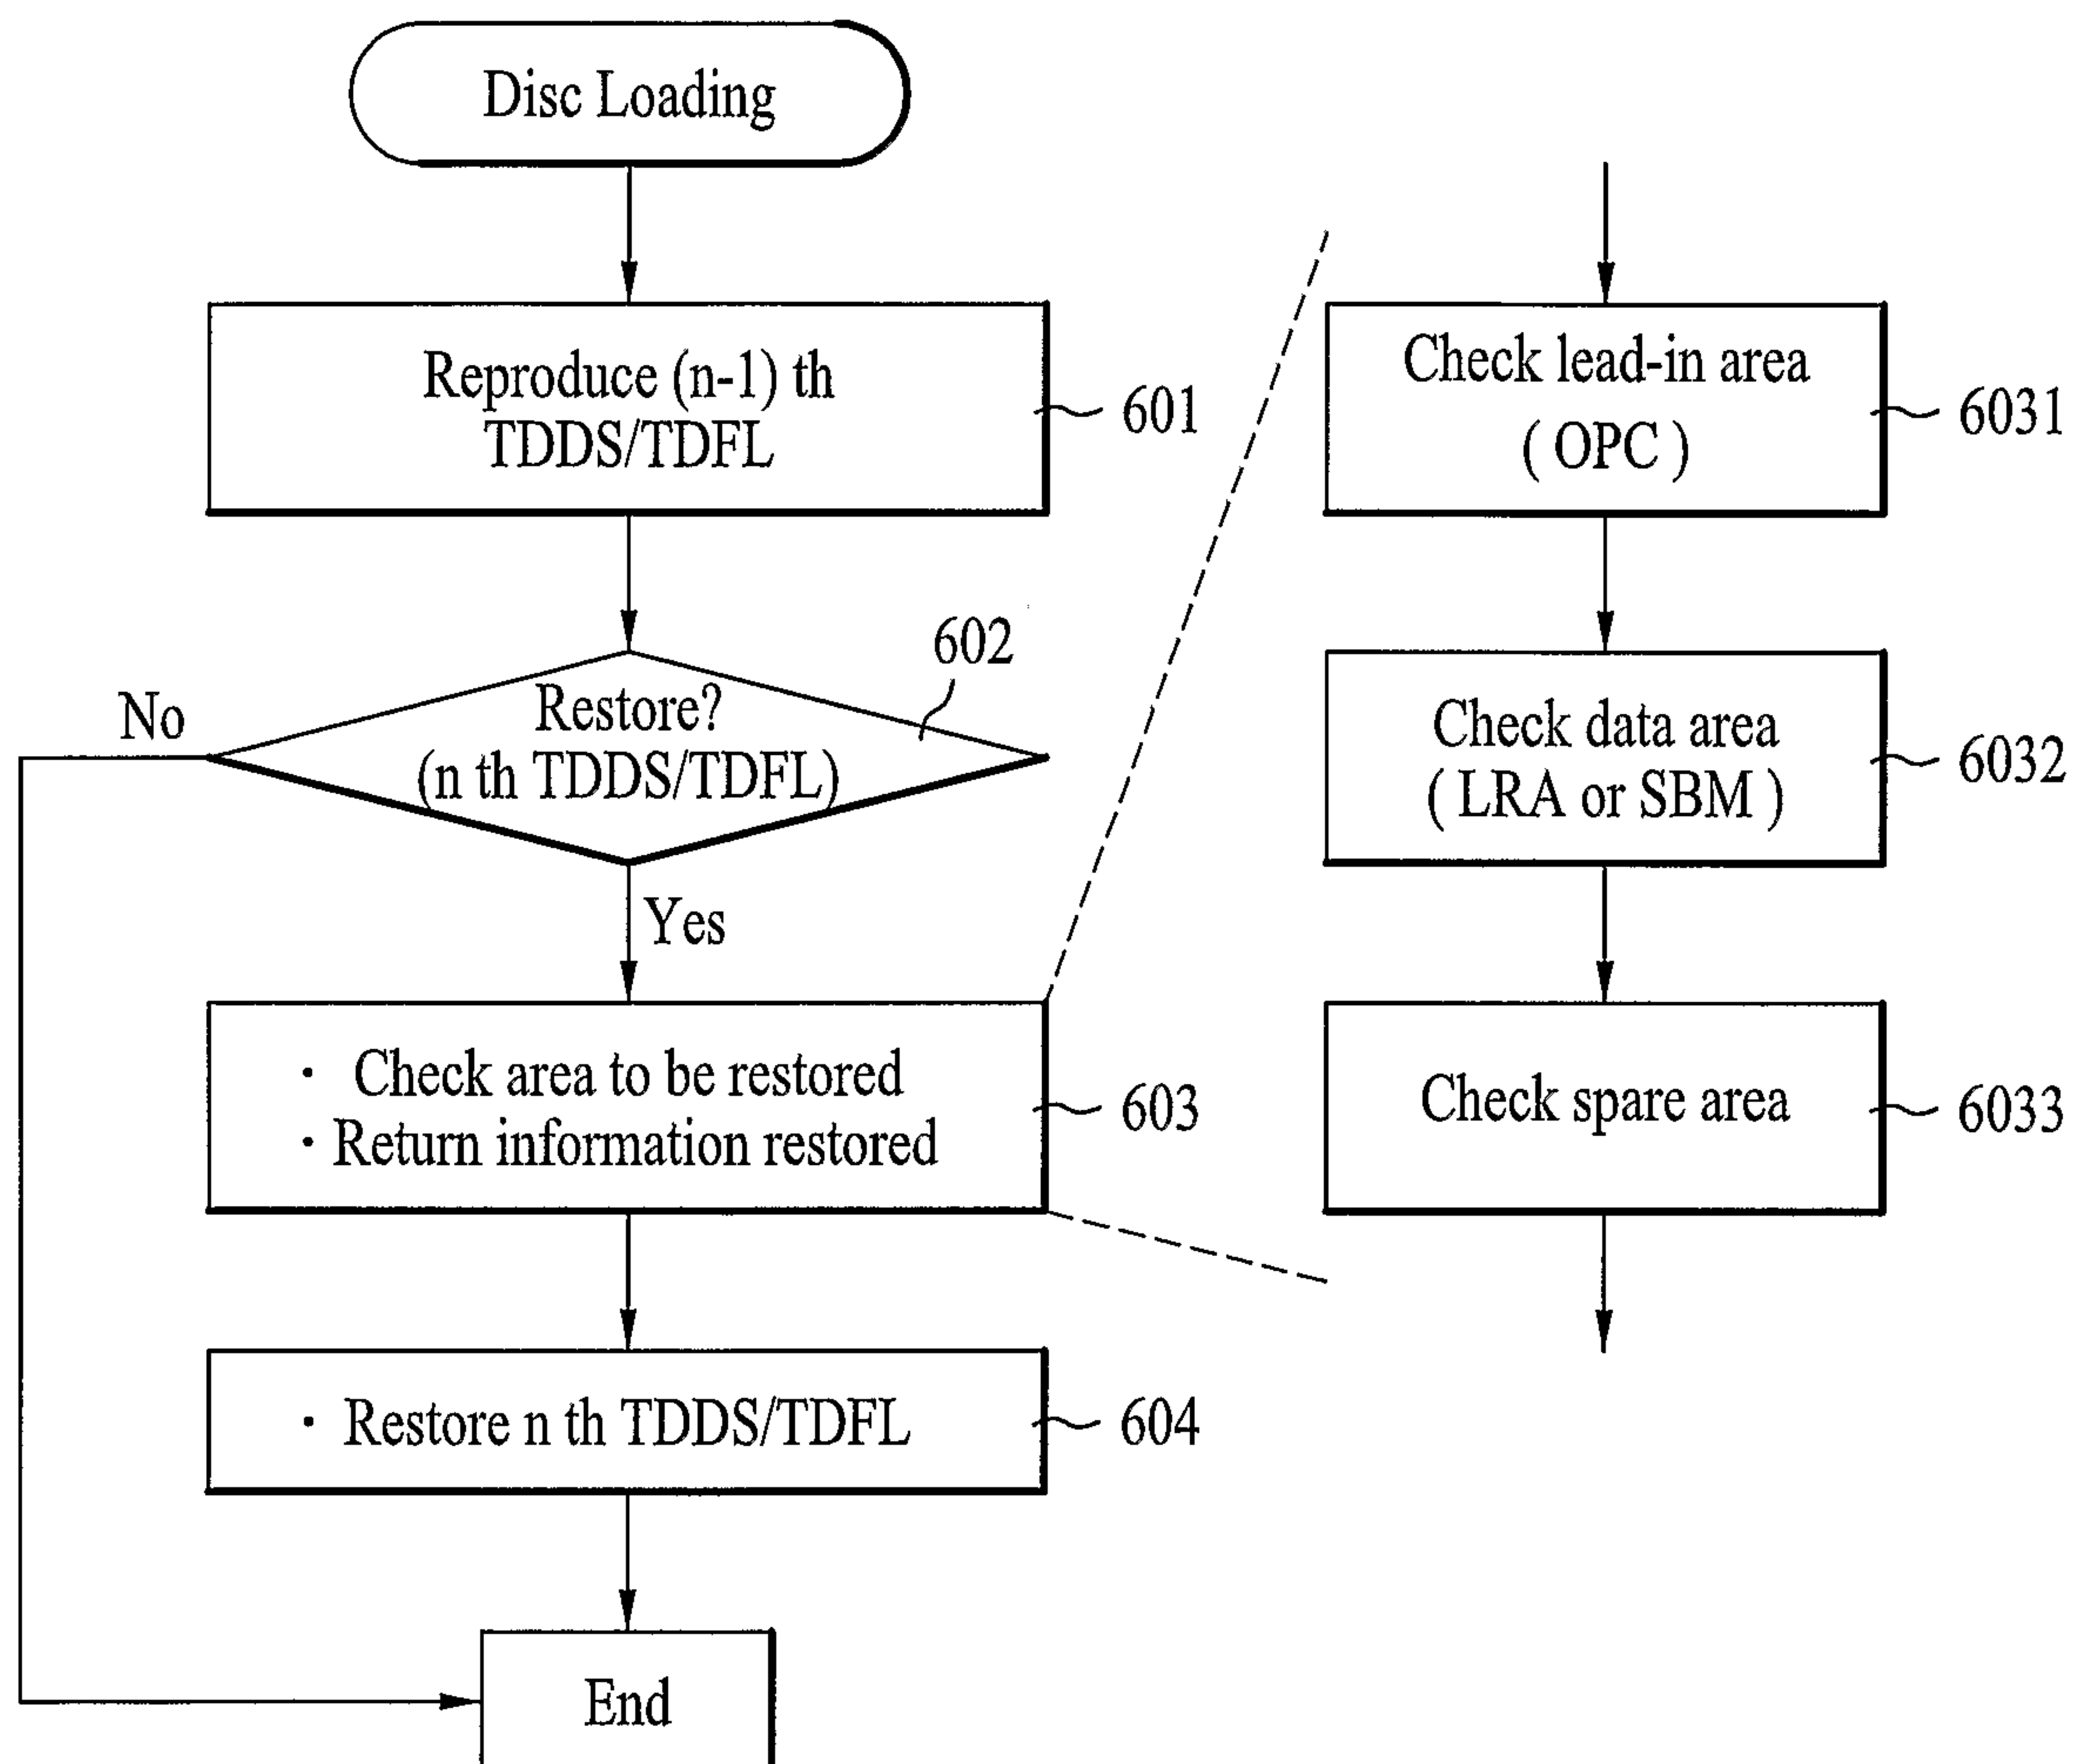 Disc Loading
Reproduce (n-1) th
TDDS/TDFL
601
602
No
Restore?
(n th TDDS/TDFL)
Yes
· Check area to be restored
· Return information restored
603
· Restore n th TDDS/TDFL
604
End
Check lead-in area
( OPC )
6031
Check data area
( LRA or SBM )
6032
Check spare area
6033